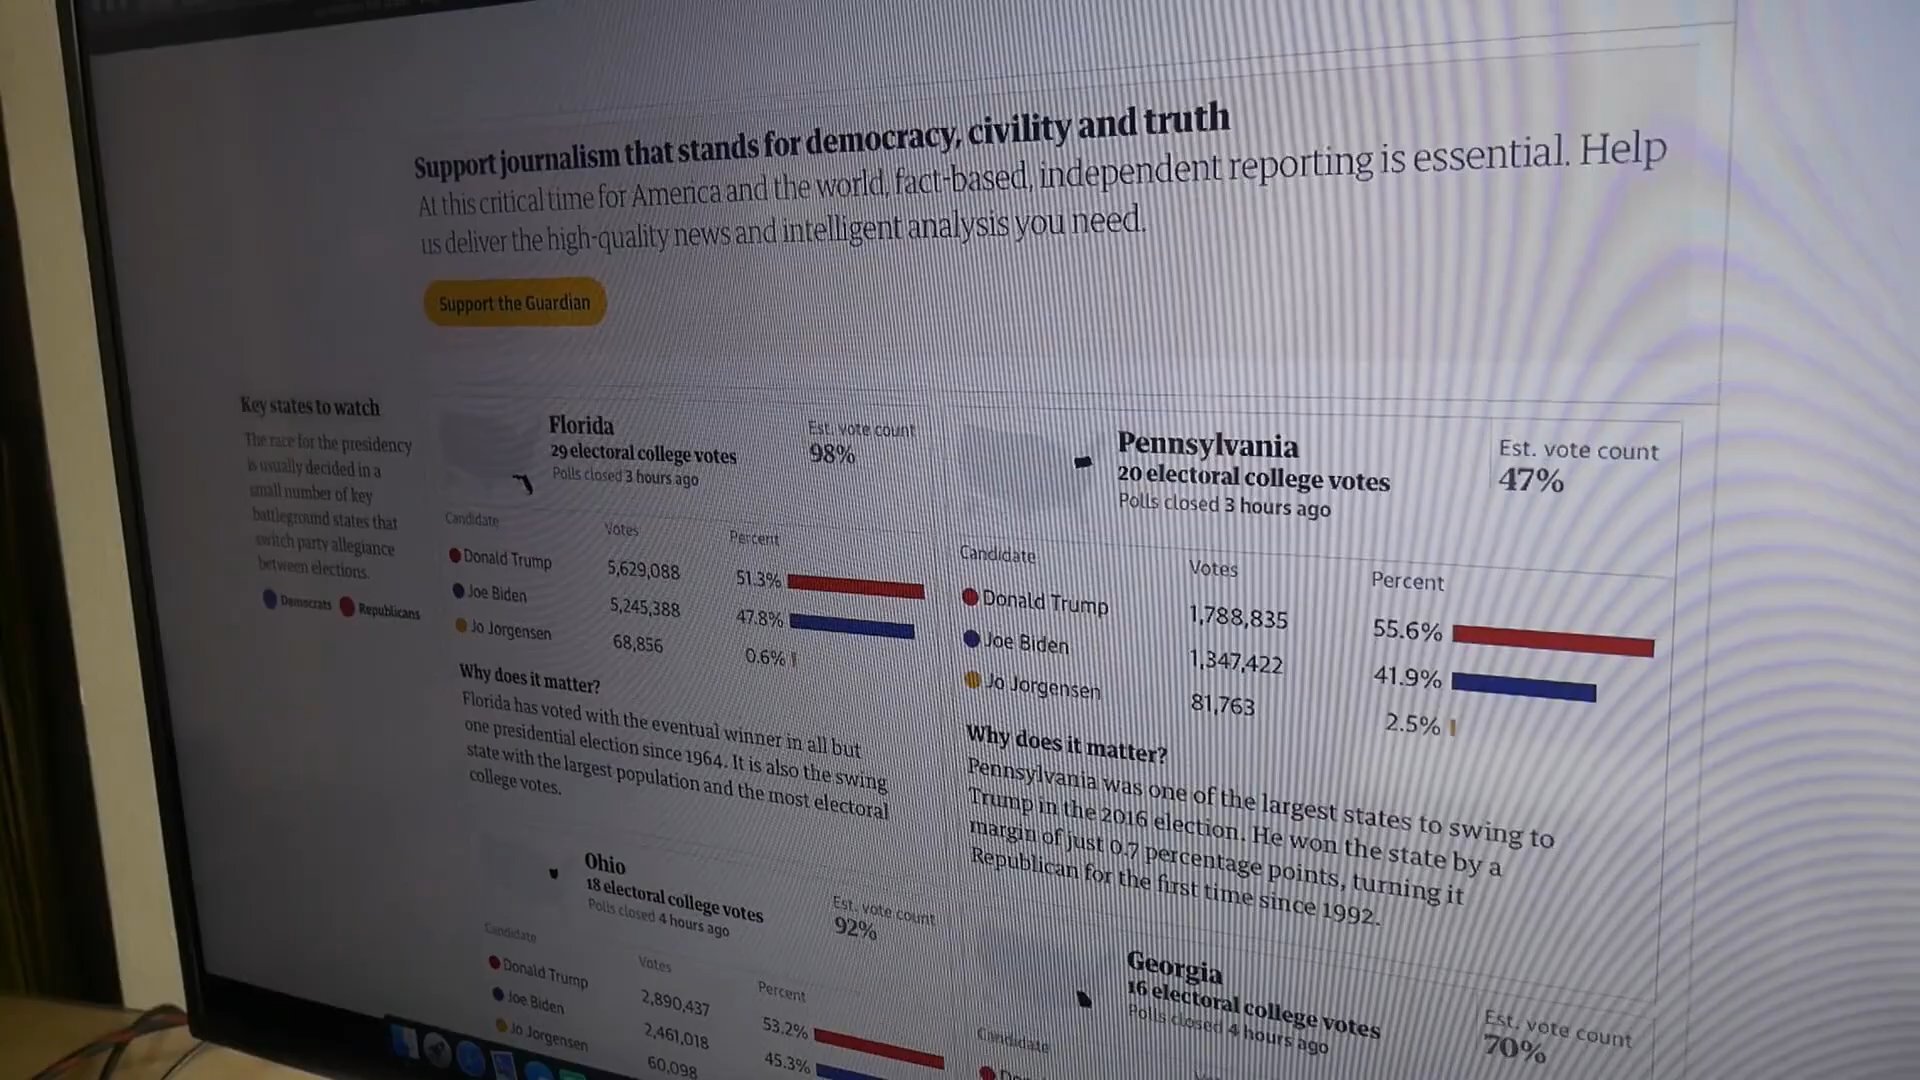 Support journalism that stands for democracy, civility and truth
At this critical time for America and the world, fact-based, independent reporting is essential. Help
us deliver the high-quality news and intelligent analysis you need.
Support the Guardian
Key states to watch
The race for the presidency
is usually decided in a
small number of key
battleground states that
switch party allegiance
between elections.
Democrats Republicans
Florida
29 electoral college votes
Polls closed 3 hours ago
Est. vote count
98%
Candidate Votes Percent
Donald Trump 5,629,088 51.3%
Joe Biden 5,245,388 47.8%
Jo Jorgensen 68,856 0.6%
Why does it matter?
Florida has voted with the eventual winner in all but
one presidential election since 1964. It is also the swing
state with the largest population and the most electoral
college votes.
Pennsylvania
20 electoral college votes
Polls closed 3 hours ago
Est. vote count
47%
Candidate Votes Percent
Donald Trump 1,788,835 55.6%
Joe Biden 1,347,422 41.9%
Jo Jorgensen 81,763 2.5%
Why does it matter?
Pennsylvania was one of the largest states to swing to
Trump in the 2016 election. He won the state by a
margin of just 0.7 percentage points, turning it
Republican for the first time since 1992.
Ohio
18 electoral college votes
Polls closed 4 hours ago
Est. vote count
92%
Candidate Votes Percent
Donald Trump 2,890,437 53.2%
Joe Biden 2,461,018 45.3%
Jo Jorgensen 60,098
Georgia
16 electoral college votes
Polls closed 4 hours ago
Est. vote count
70%
Candidate